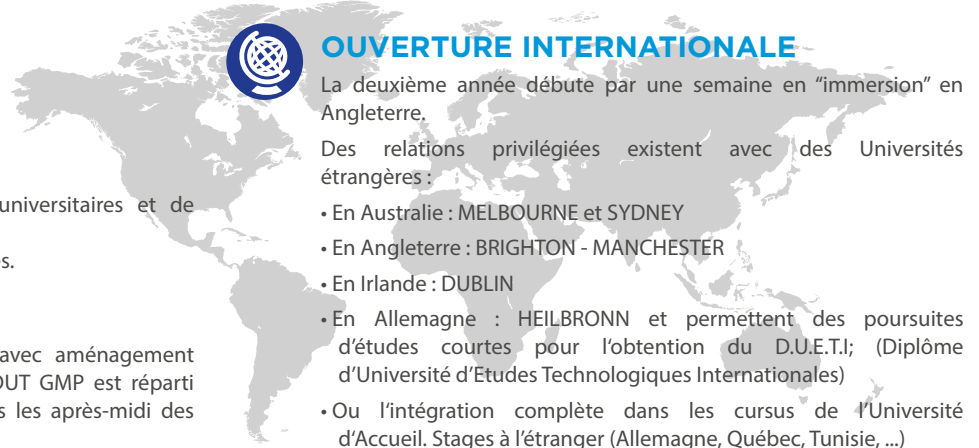 universitaires et de
s.
avec aménagement
OUT GMP est réparti
s les après-midi des
OUVERTURE INTERNATIONALE
La deuxième année débute par une semaine en “immersion” en
Angleterre.
Des relations privilégiées existent avec des Universités
étrangères :
• En Australie : MELBOURNE et SYDNEY
• En Angleterre : BRIGHTON - MANCHESTER
• En Irlande : DUBLIN
• En Allemagne : HEILBRONN et permettent des poursuites
d‘études courtes pour l‘obtention du D.U.E.T.I; (Diplôme
d’Université d’Etudes Technologiques Internationales)
• Ou l‘intégration complète dans les cursus de l’Université
d‘Accueil. Stages à l’étranger (Allemagne, Québec, Tunisie, ...)